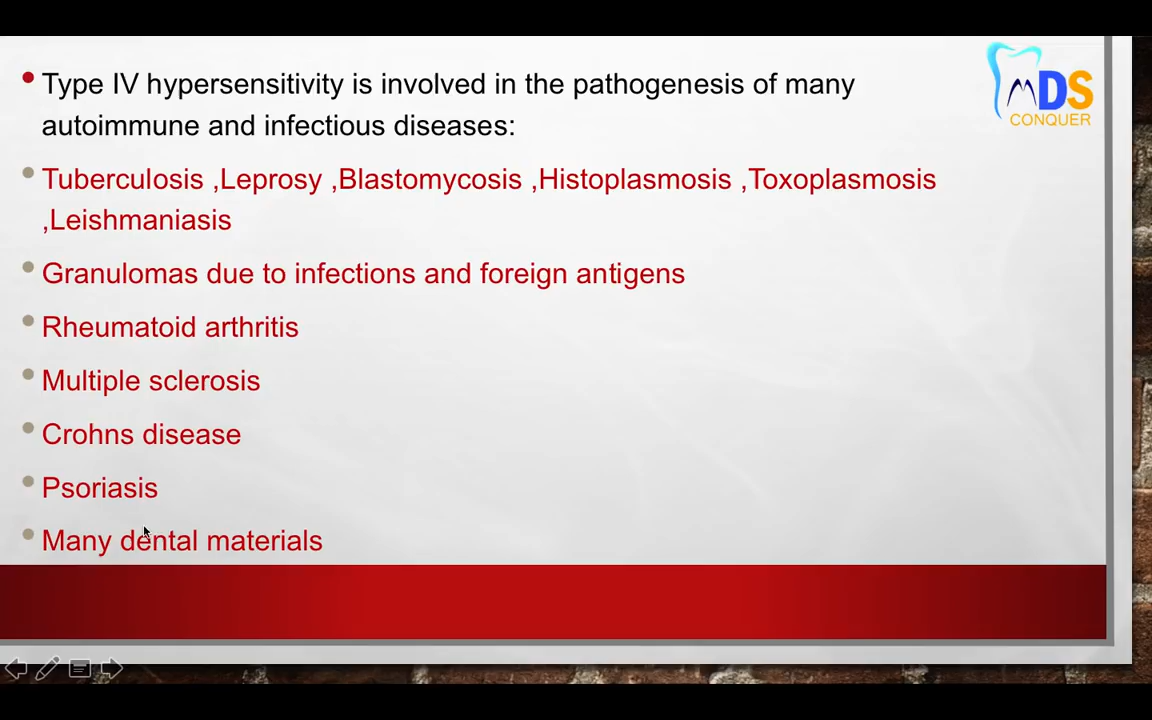 Type IV hypersensitivity is involved in the pathogenesis of many
autoimmune and infectious diseases:
Tuberculosis ,Leprosy ,Blastomycosis ,Histoplasmosis ,Toxoplasmosis
,Leishmaniasis
Granulomas due to infections and foreign antigens
Rheumatoid arthritis
Multiple sclerosis
Crohns disease
Psoriasis
Many dental materials
MDS
CONQUER